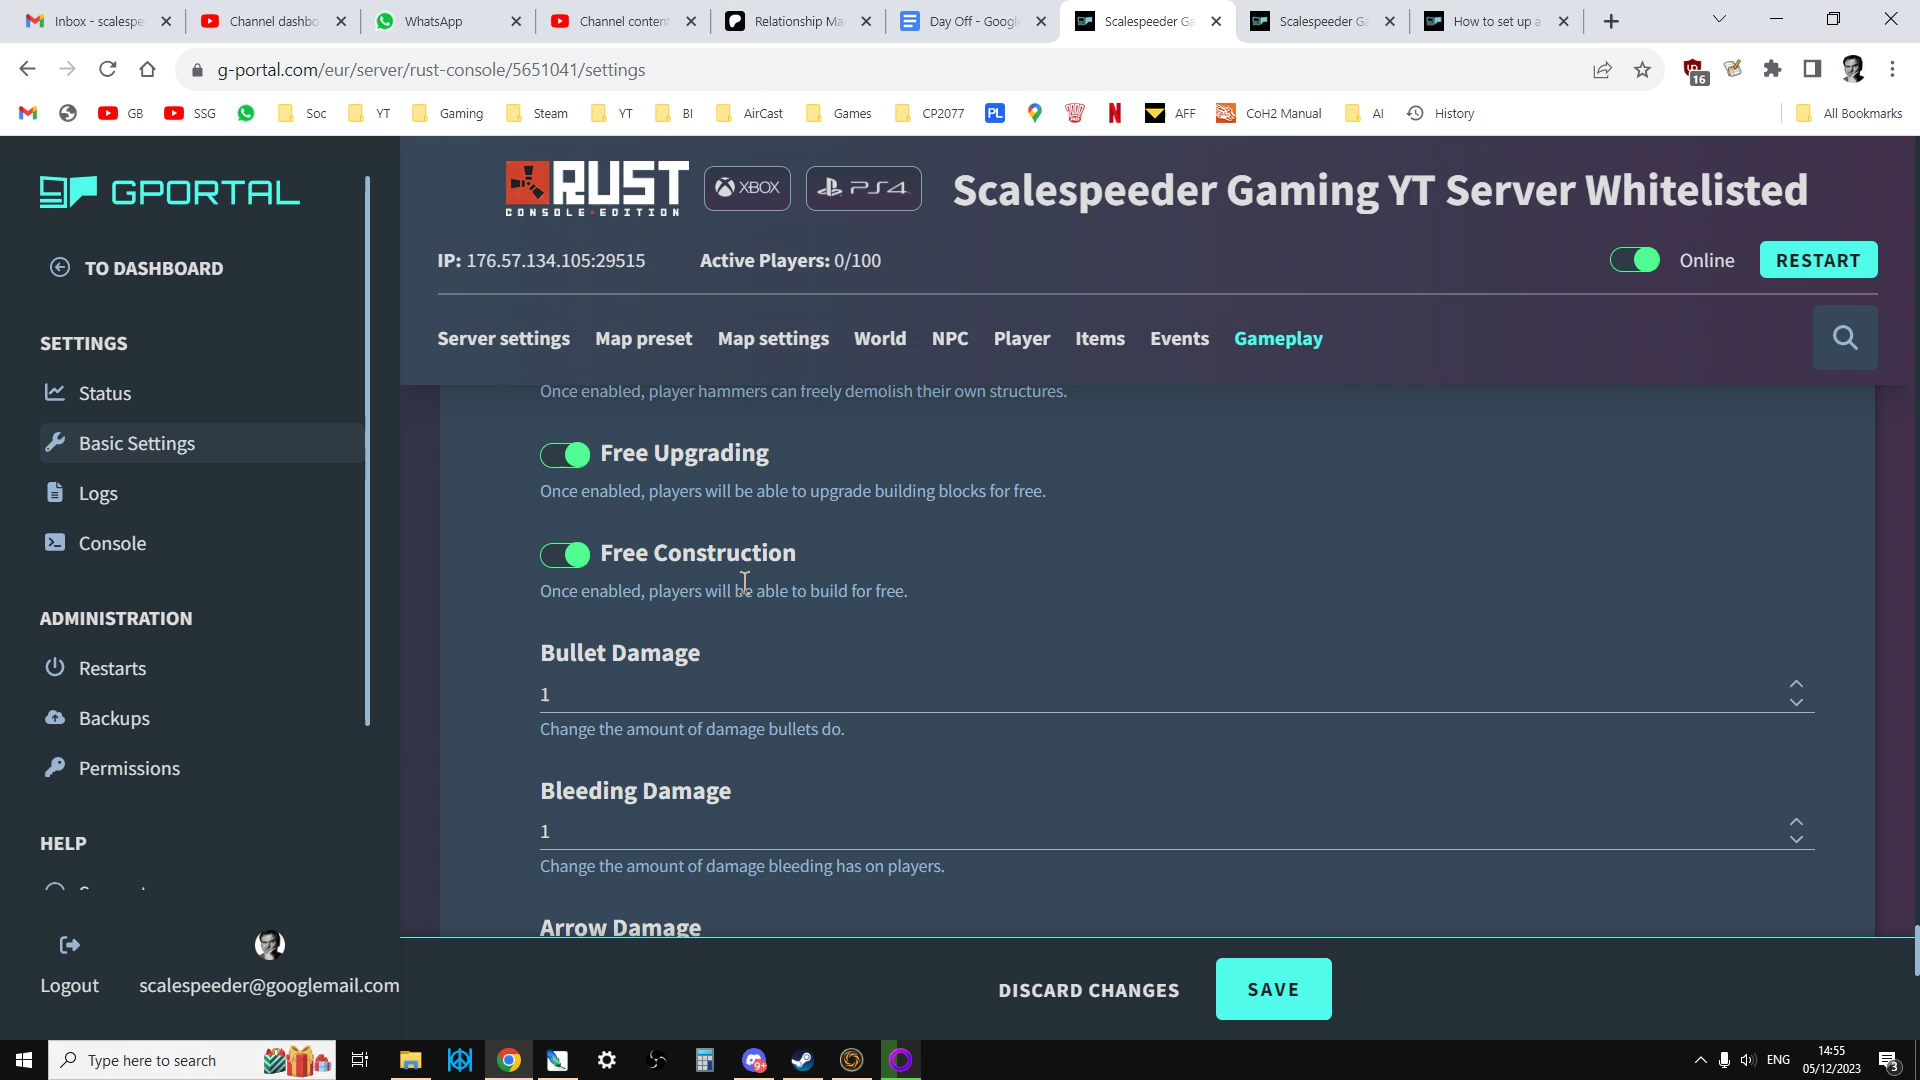 Inbox - scalespe
Channel dashbo
WhatsApp
Channel content
Relationship Ma
Day Off - Google
Scalespeeder Ga
Scalespeeder Ga
How to set up a
g-portal.com/eur/server/rust-console/5651041/settings
16
GB
SSG
Soc
YT
Gaming
Steam
YT
BI
AirCast
Games
CP2077
PL
AFF
CoH2 Manual
AI
History
All Bookmarks
GPORTAL
TO DASHBOARD
SETTINGS
Status
Basic Settings
Logs
Console
ADMINISTRATION
Restarts
Backups
Permissions
HELP
Logout
scalespeeder@googlemail.com
RUST
CONSOLE EDITION
XBOX
PS4
Scalespeeder Gaming YT Server Whitelisted
IP: 176.57.134.105:29515
Active Players: 0/100
Online
RESTART
Server settings
Map preset
Map settings
World
NPC
Player
Items
Events
Gameplay
Once enabled, player hammers can freely demolish their own structures.
Free Upgrading
Once enabled, players will be able to upgrade building blocks for free.
Free Construction
Once enabled, players will be able to build for free.
Bullet Damage
1
Change the amount of damage bullets do.
Bleeding Damage
1
Change the amount of damage bleeding has on players.
Arrow Damage
DISCARD CHANGES
SAVE
Type here to search
9+
ENG
14:55
05/12/2023
3